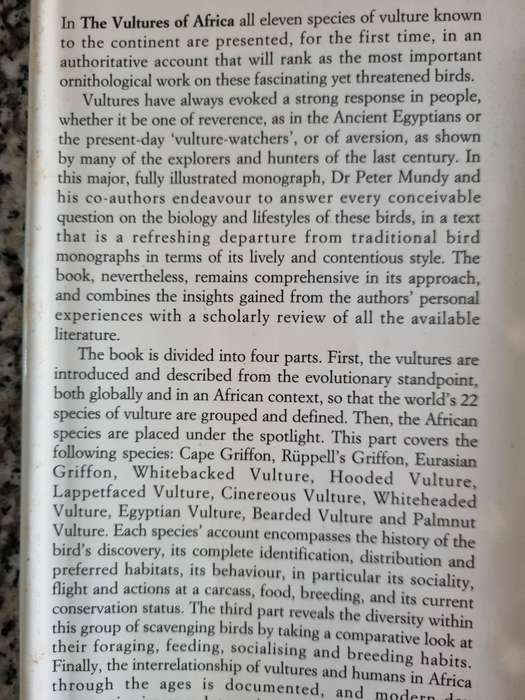 In The Vultures of Africa all eleven species of vulture known
to the continent are presented, for the first time, in an
authoritative account that will rank as the most important
ornithological work on these fascinating yet threatened birds.
Vultures have always evoked a strong response in people,
whether it be one of reverence, as in the Ancient Egyptians or
the present-day ‘vulture-watchers’, or of aversion, as shown
by many of the explorers and hunters of the last century. In
this major, fully illustrated monograph, Dr Peter Mundy and
his co-authors endeavour to answer every conceivable
question on the biology and lifestyles of these birds, in a text
that is a refreshing departure from traditional bird
monographs in terms of its lively and contentious style. The
book, nevertheless, remains comprehensive in its approach,
and combines the insights gained from the authors’ personal
experiences with a scholarly review of all the available
literature.
The book is divided into four parts. First, the vultures are
introduced and described from the evolutionary standpoint,
both globally and in an African context, so that the world’s 22
species of vulture are grouped and defined. Then, the African
species are placed under the spotlight. This part covers the
following species: Cape Griffon, Rüppell’s Griffon, Eurasian
Griffon, Whitebacked Vulture, Hooded Vulture,
Lappetfaced Vulture, Cinereous Vulture, Whiteheaded
Vulture, Egyptian Vulture, Bearded Vulture and Palmnut
Vulture. Each species’ account encompasses the history of the
bird’s discovery, its complete identification, distribution and
preferred habitats, its behaviour, in particular its sociality,
flight and actions at a carcass, food, breeding, and its current
conservation status. The third part reveals the diversity within
this group of scavenging birds by taking a comparative look at
their foraging, feeding, socialising and breeding habits.
Finally, the interrelationship of vultures and humans in Africa
through the ages is documented, and modern